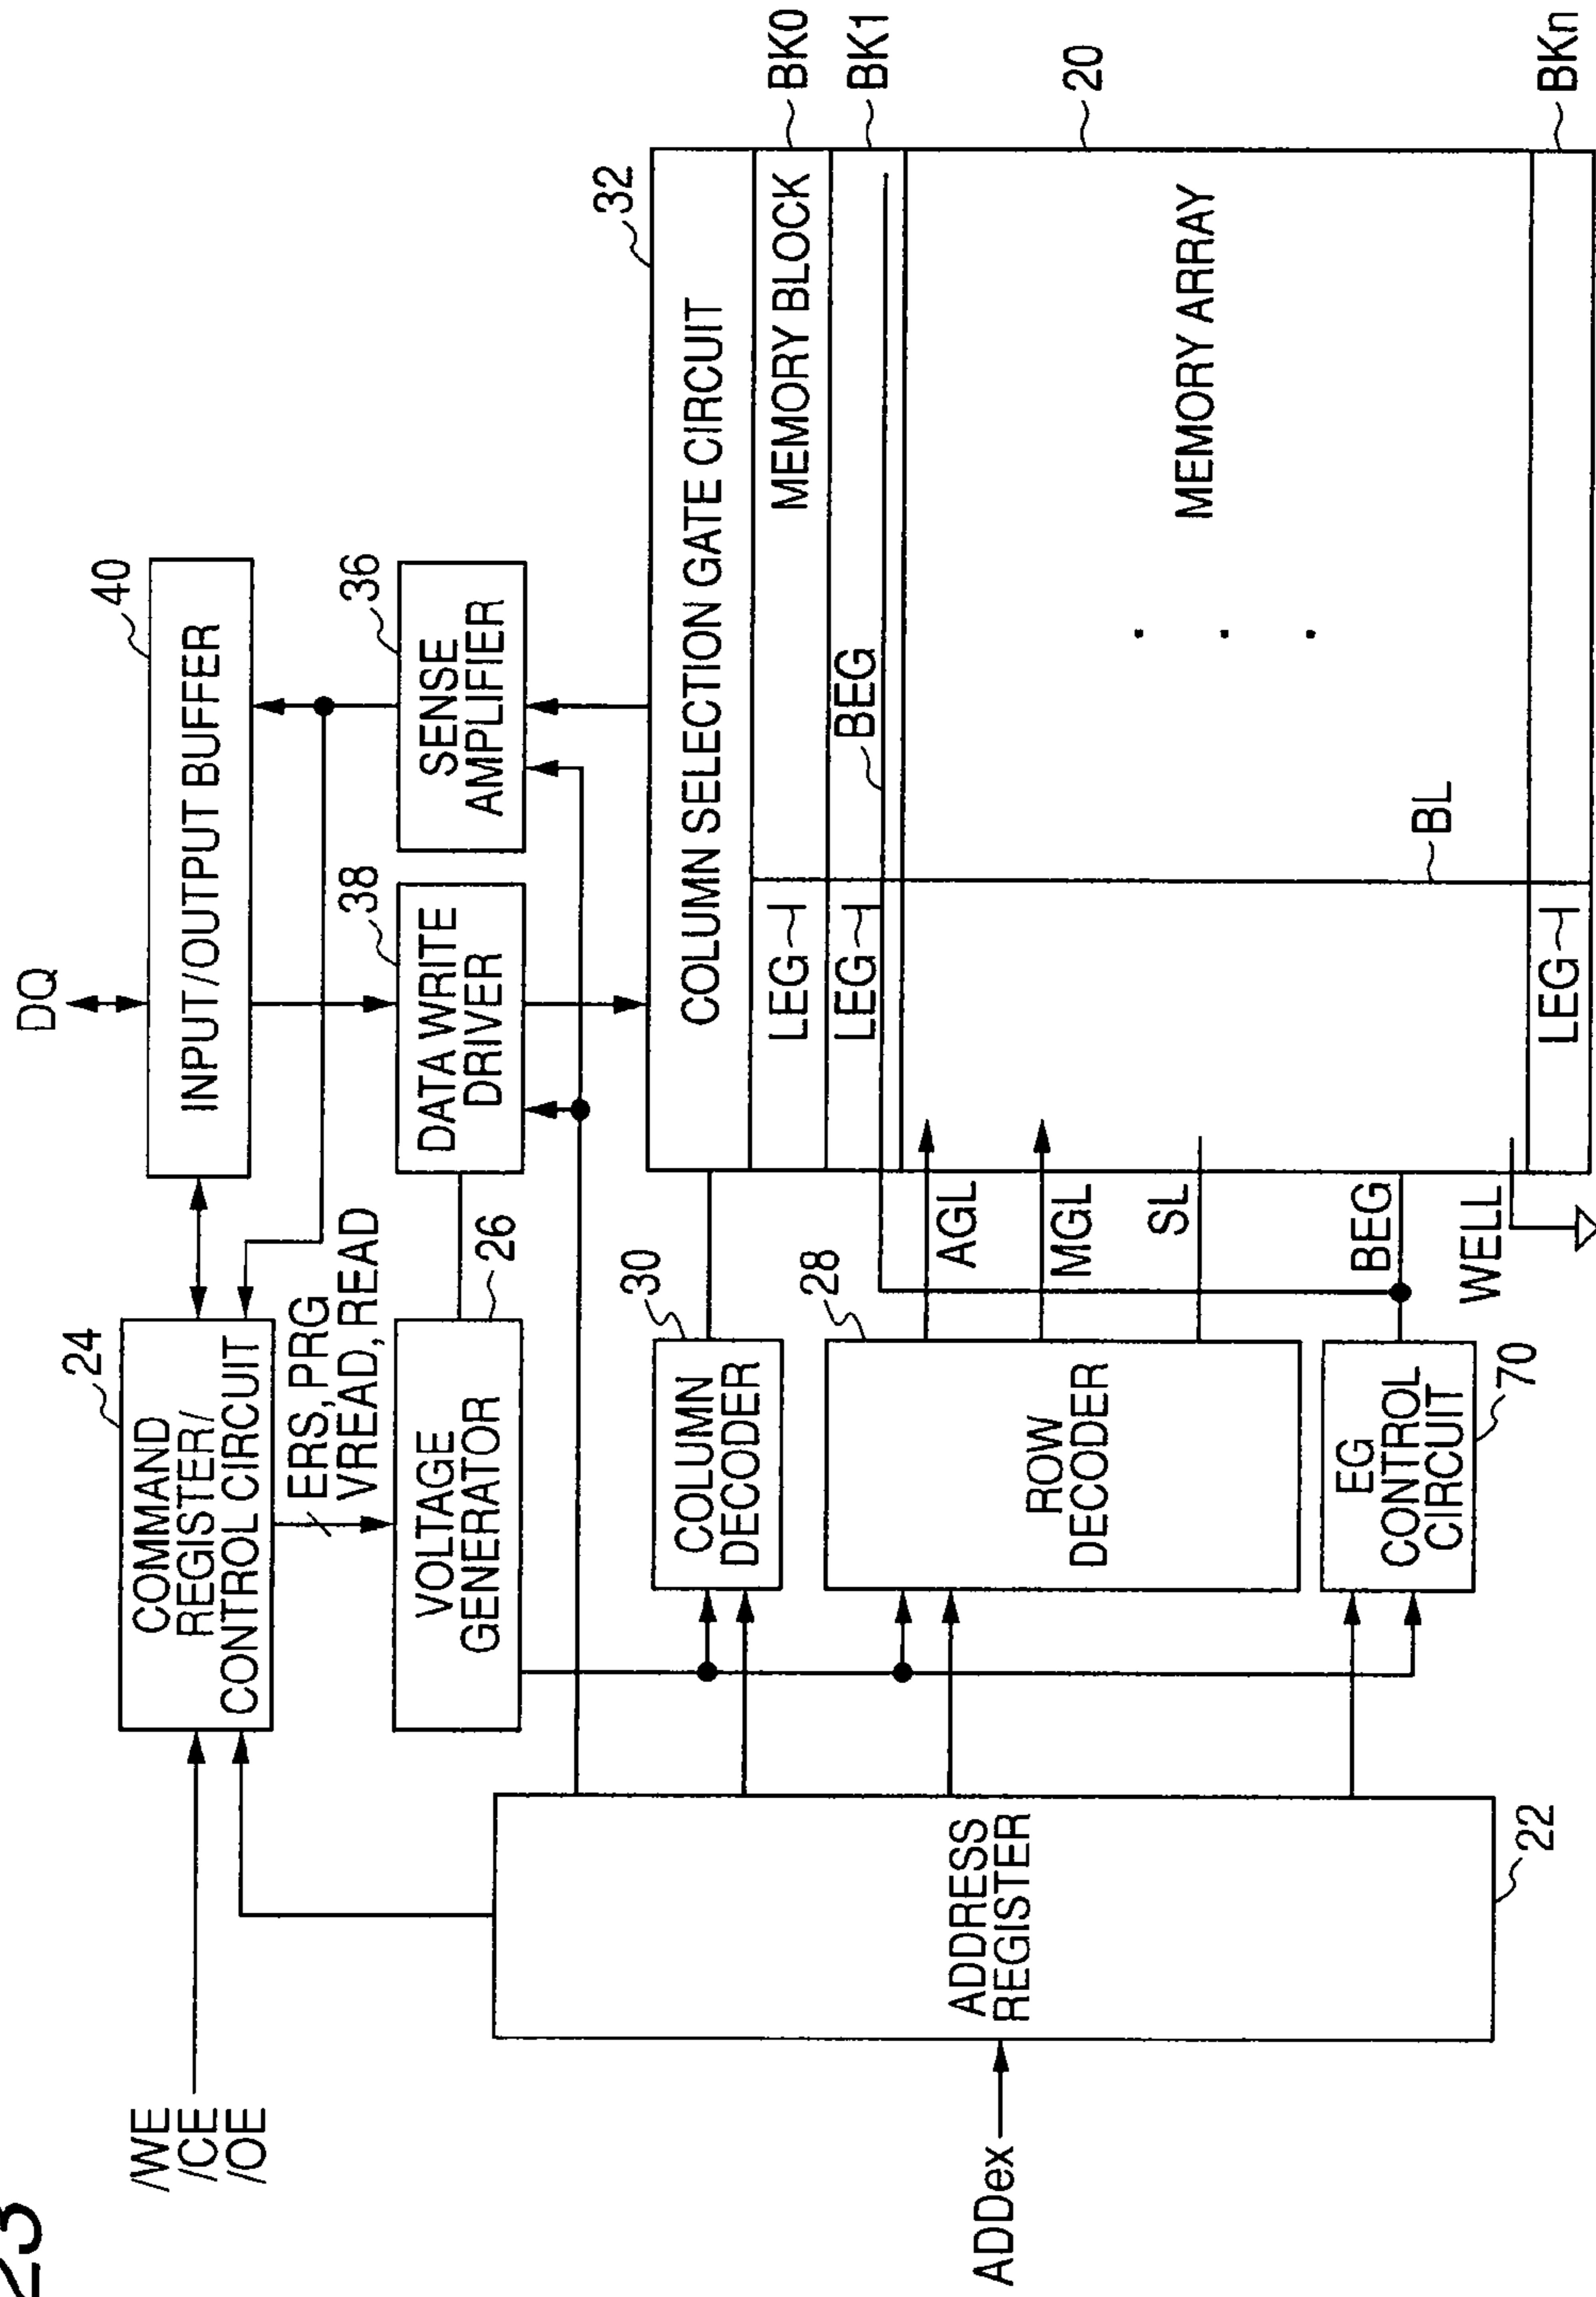 23
DQ
40
INPUT/OUTPUT BUFFER
24
COMMAND
REGISTER/
CONTROL CIRCUIT
/WE
/CE
/OE
ERS, PRG
VREAD, READ
38
DATA WRITE
DRIVER
36
SENSE
AMPLIFIER
26
VOLTAGE
GENERATOR
32
COLUMN SELECTION GATE CIRCUIT
30
COLUMN
DECODER
LEG
MEMORY BLOCK
BK0
LEG
BEG
BK1
28
ROW
DECODER
AGL
MGL
SL
BEG
WELL
MEMORY ARRAY
20
. . .
BL
LEG
BKn
EG
CONTROL
CIRCUIT
70
ADDRESS
REGISTER
22
ADDex